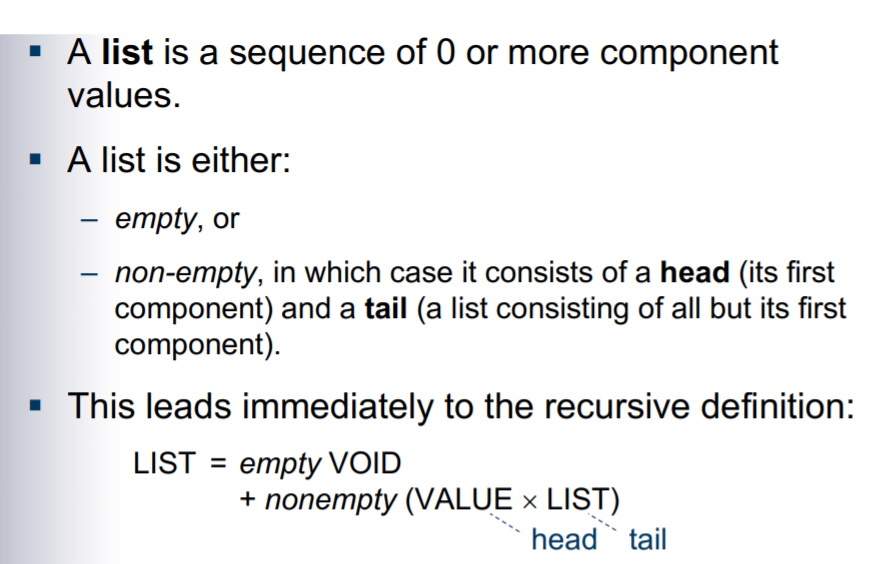 ▪ A list is a sequence of 0 or more component
values.
▪ A list is either:
– empty, or
– non-empty, in which case it consists of a head (its first
component) and a tail (a list consisting of all but its first
component).
▪ This leads immediately to the recursive definition:
LIST = empty VOID
+ nonempty (VALUE × LIST)
head tail